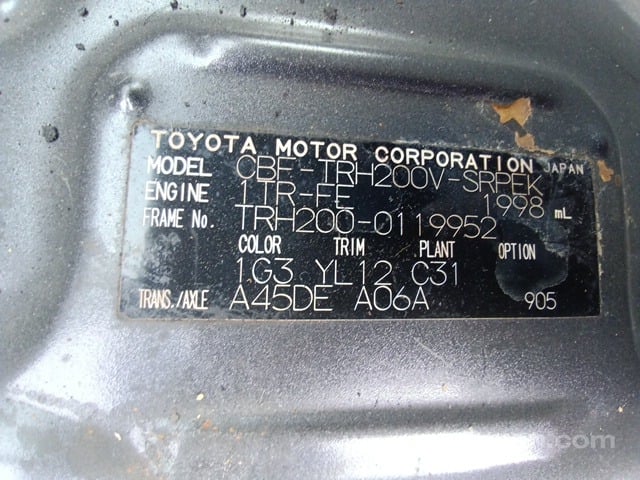 TOYOTA MOTOR CORPORATION JAPAN
MODEL CBF-TRH200V-SRPEK
ENGINE 1TR-FE 1998 mL
FRAME No. TRH200-0119952
COLOR TRIM PLANT OPTION
1G3 YL12 C31
TRANS./AXLE A45DE A06A 905
.com